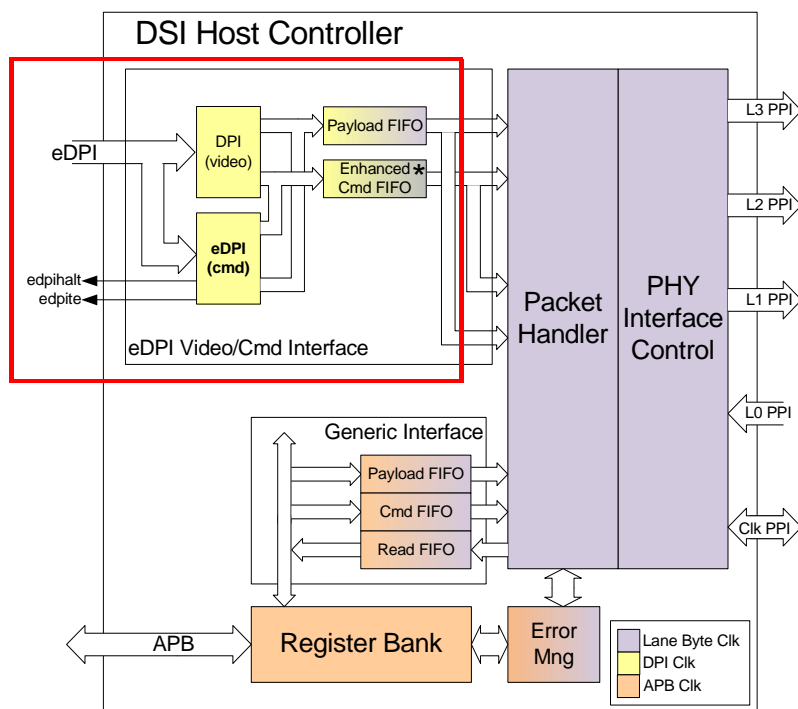 DSI Host Controller
eDPI
DPI
(video)
Payload FIFO
Enhanced *
Cmd FIFO
eDPI
(cmd)
edpihalt
edpite
eDPI Video/Cmd Interface
Packet
Handler
PHY
Interface
Control
L3 PPI
L2 PPI
L1 PPI
L0 PPI
Clk PPI
Generic Interface
Payload FIFO
Cmd FIFO
Read FIFO
APB
Register Bank
Error
Mng
Lane Byte Clk
DPI Clk
APB Clk